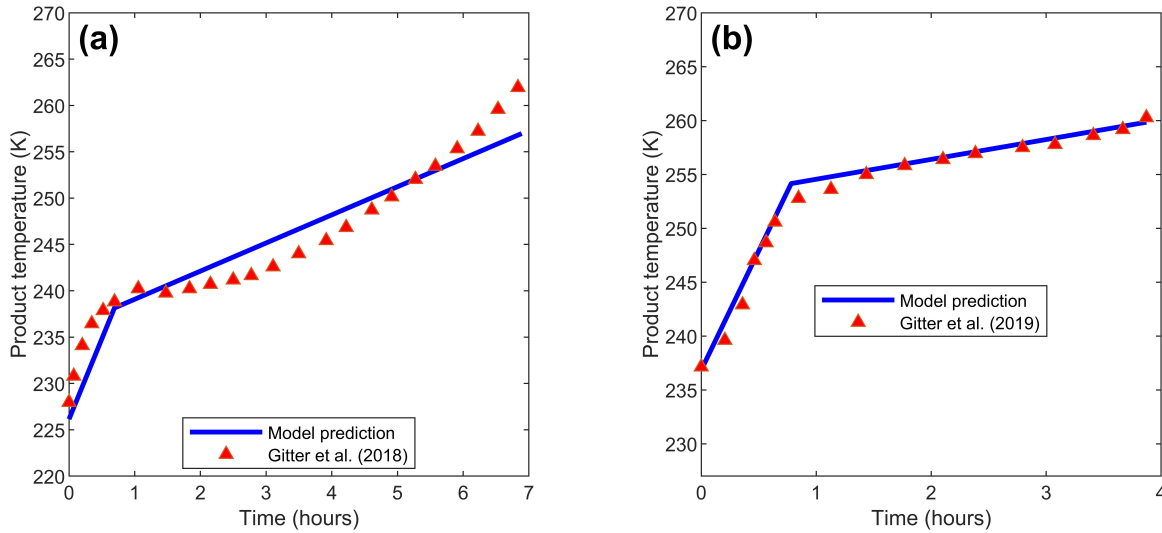 (a)
270
265
260
255
250
245
240
235
230
225
220
0 1 2 3 4 5 6 7
Product temperature (K)
Time (hours)
Model prediction
Gitter et al. (2018)
(b)
270
265
260
255
250
245
240
235
230
0 1 2 3 4
Product temperature (K)
Time (hours)
Model prediction
Gitter et al. (2019)